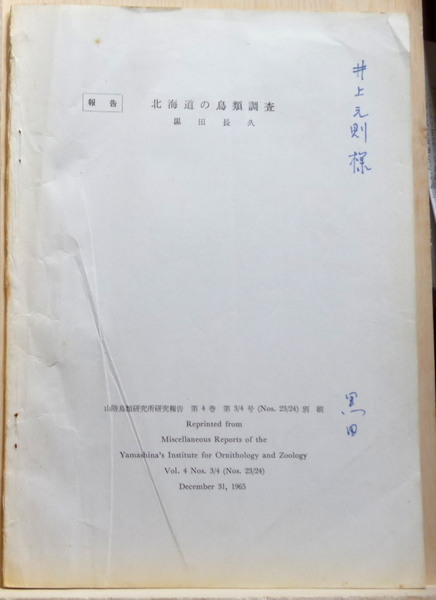 報告
北海道の鳥類調査
黒田長久
井上元則様
山階鳥類研究所研究報告 第4巻 第3/4号 (Nos. 23/24) 別刷
Reprinted from
Miscellaneous Reports of the
Yamashina's Institute for Ornithology and Zoology
Vol. 4 Nos. 3/4 (Nos. 23/24)
December 31, 1965
黒田